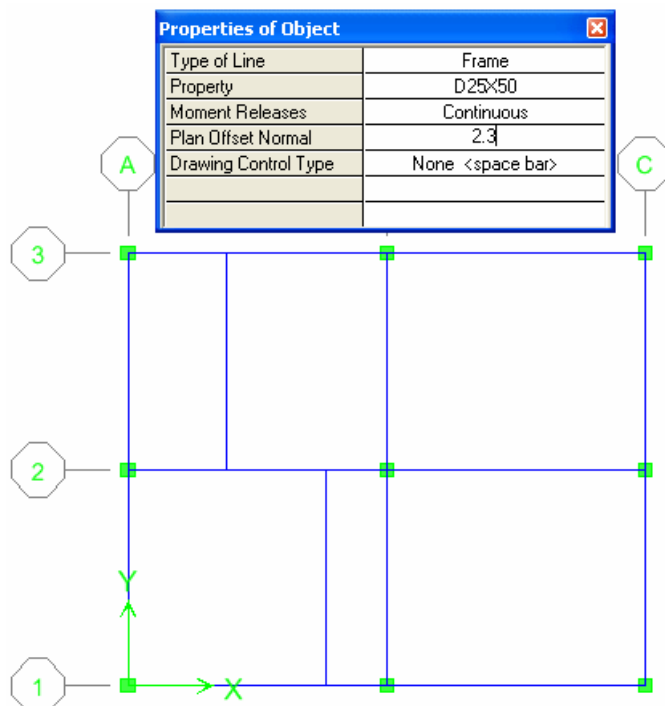 Properties of Object
Type of Line Frame
Property D25X50
Moment Releases Continuous
Plan Offset Normal 2.3
Drawing Control Type None <space bar>
A C
3
2
Y
X
1